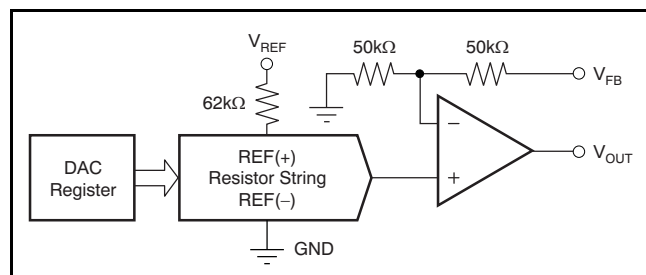 50kΩ 50kΩ
V_REF
V_FB
62kΩ
DAC
Register
REF(+)
Resistor String
REF(−)
−
+
V_OUT
GND